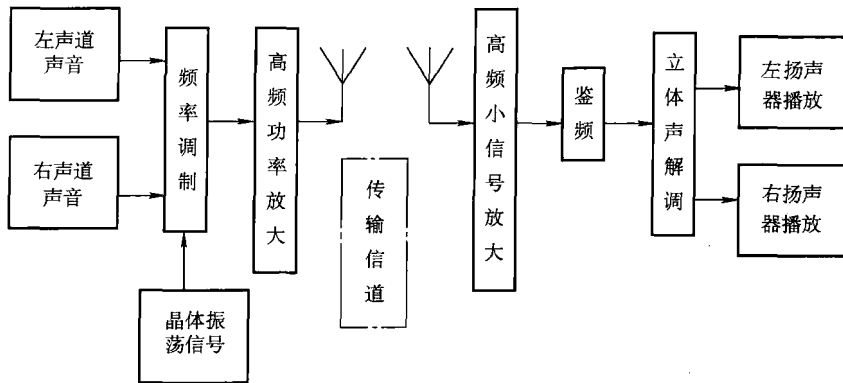 左声道
声音
右声道
声音
频率调制
晶体振
荡信号
高频功率放大
传输信道
高频小信号放大
鉴频
立体声解调
左扬声
器播放
右扬声
器播放